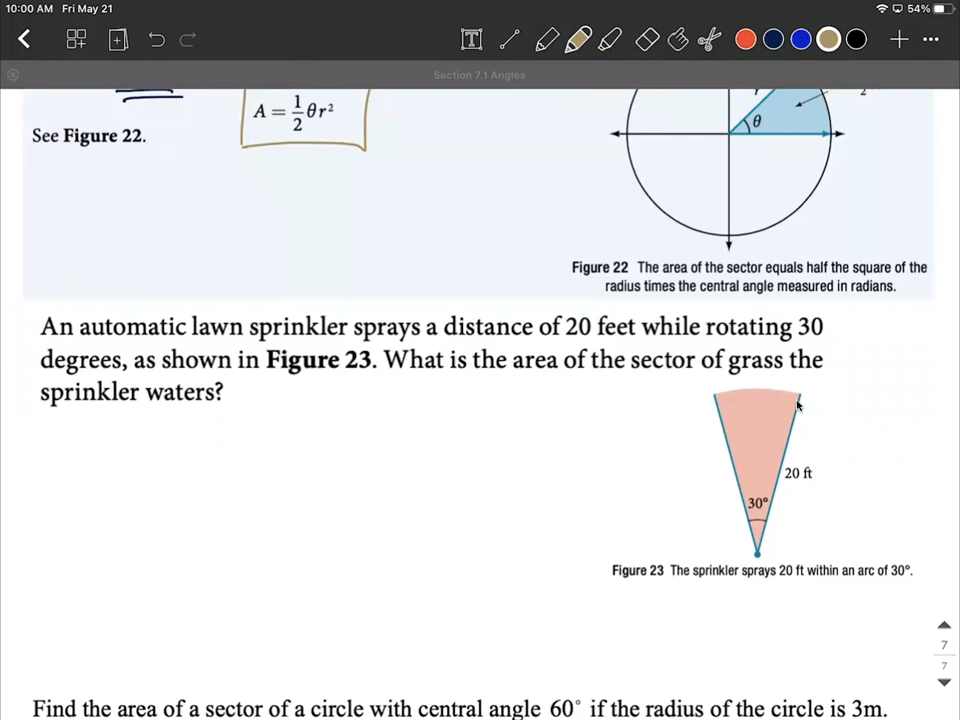 10:00 AM Fri May 21
54%
Section 7.1 Angles
A = 1/2 θr²
See Figure 22.
r
2
θ
Figure 22 The area of the sector equals half the square of the
radius times the central angle measured in radians.
An automatic lawn sprinkler sprays a distance of 20 feet while rotating 30
degrees, as shown in Figure 23. What is the area of the sector of grass the
sprinkler waters?
20 ft
30°
Figure 23 The sprinkler sprays 20 ft within an arc of 30°.
7
7
Find the area of a sector of a circle with central angle 60° if the radius of the circle is 3m.